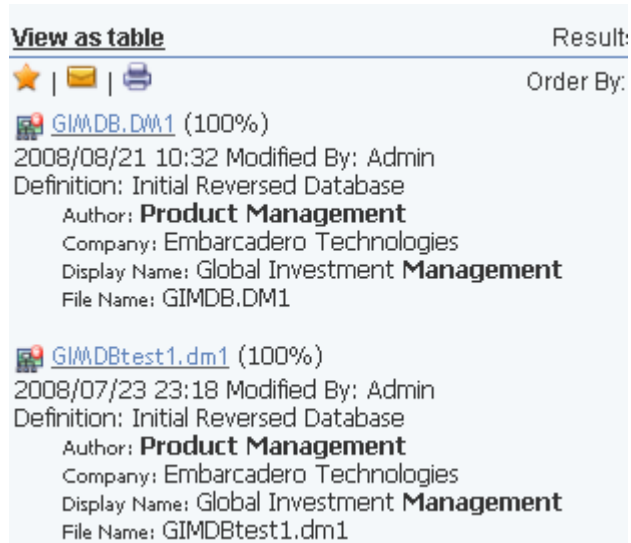 View as table Results
| |  Order By:
GIMDB.DM1 (100%)
2008/08/21 10:32 Modified By: Admin
Definition: Initial Reversed Database
Author: Product Management
Company: Embarcadero Technologies
Display Name: Global Investment Management
File Name: GIMDB.DM1
GIMDBtest1.dm1 (100%)
2008/07/23 23:18 Modified By: Admin
Definition: Initial Reversed Database
Author: Product Management
Company: Embarcadero Technologies
Display Name: Global Investment Management
File Name: GIMDBtest1.dm1